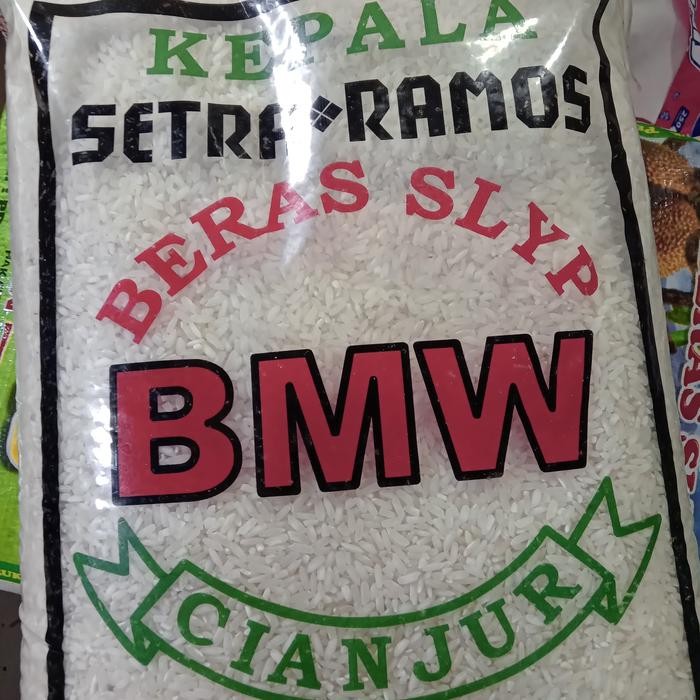 KEPALA
SETRA RAMOS
BERAS SLYP
BMW
CIANJUR